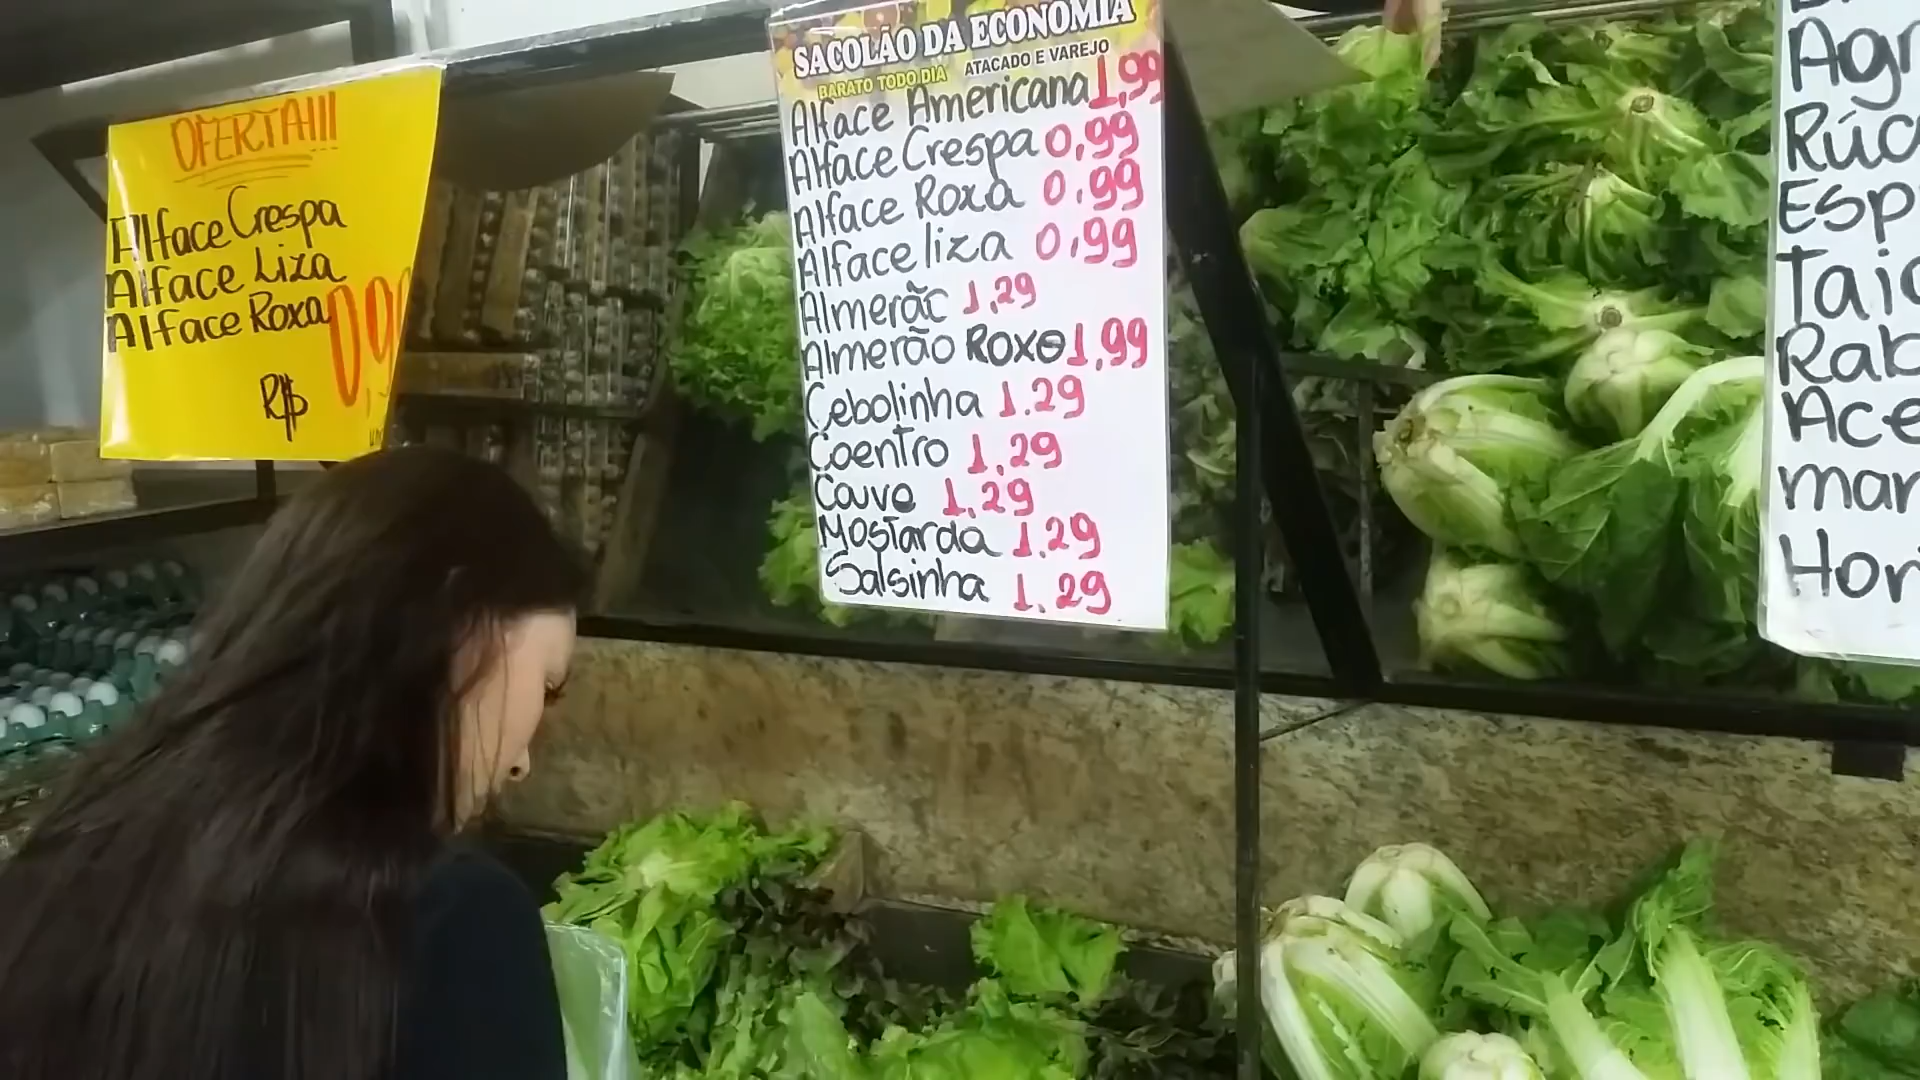 OFERTA!!!
Alface Crespa
Alface Liza
Alface Roxa
R$
SACOLÃO DA ECONOMIA
BARATO TODO DIA ATACADO E VAREJO
Alface Americana 1,99
Alface Crespa 0,99
Alface Roxa 0,99
Alface liza 0,99
Almerão 1,29
Almerão Roxo 1,99
Cebolinha 1.29
Coentro 1,29
Couve 1,29
Mostarda 1.29
Salsinha 1.29